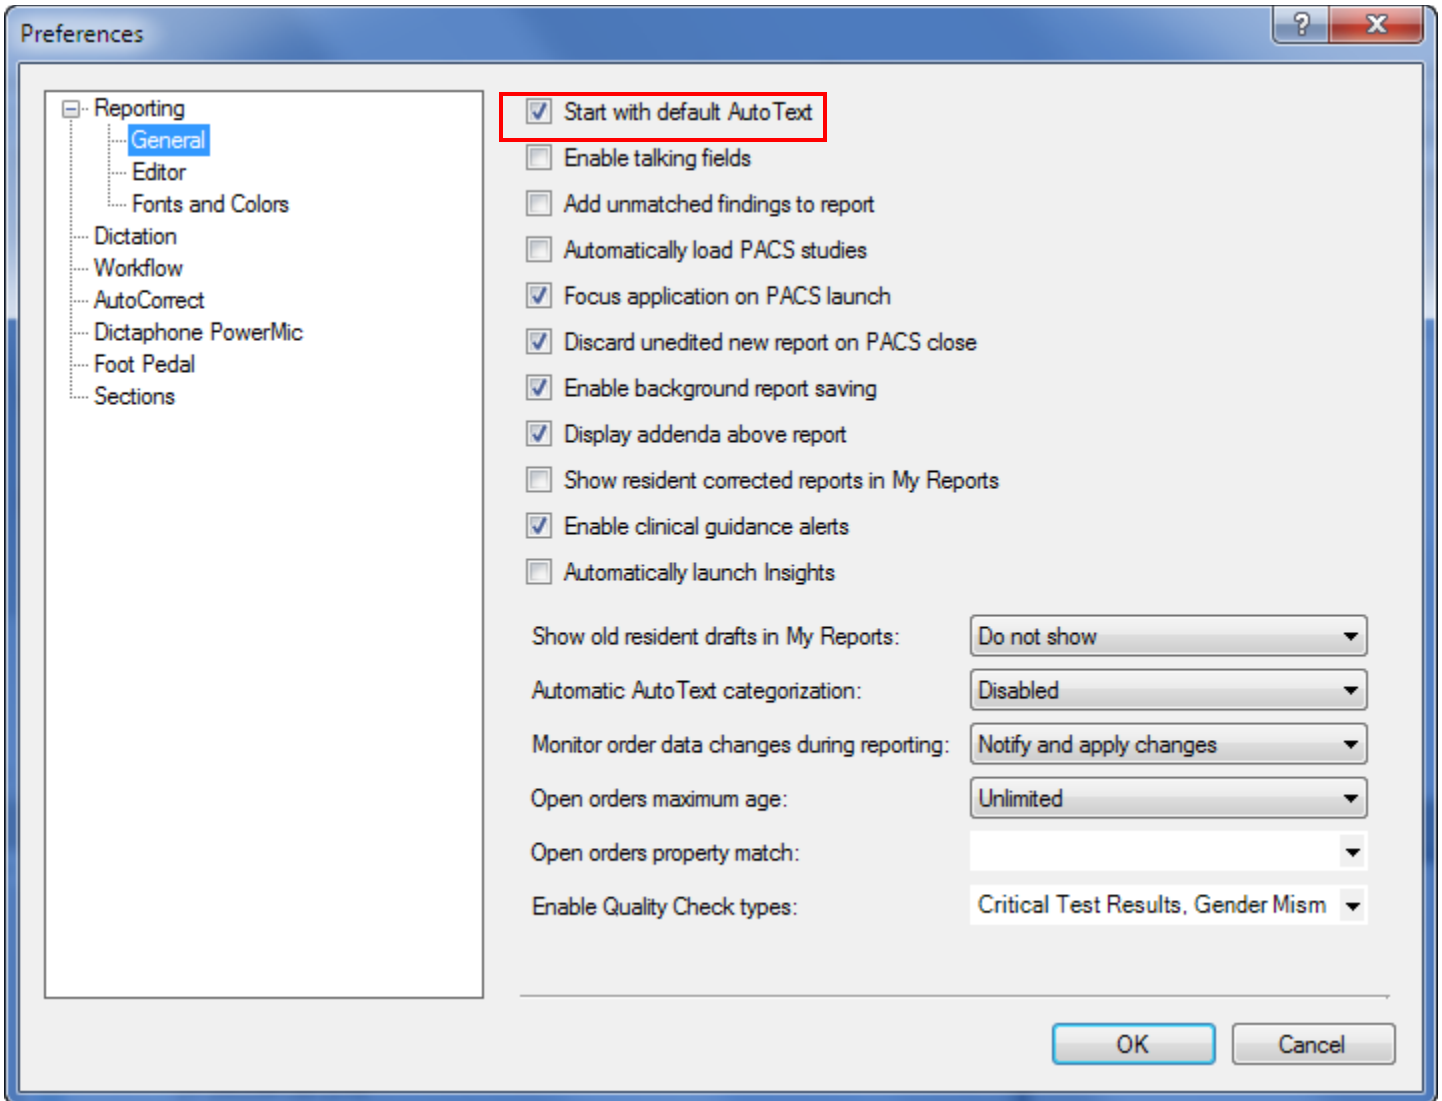 Preferences
?
X
Reporting
General
Editor
Fonts and Colors
Dictation
Workflow
AutoCorrect
Dictaphone PowerMic
Foot Pedal
Sections
Start with default AutoText
Enable talking fields
Add unmatched findings to report
Automatically load PACS studies
Focus application on PACS launch
Discard unedited new report on PACS close
Enable background report saving
Display addenda above report
Show resident corrected reports in My Reports
Enable clinical guidance alerts
Automatically launch Insights
Show old resident drafts in My Reports: Do not show
Automatic AutoText categorization: Disabled
Monitor order data changes during reporting: Notify and apply changes
Open orders maximum age: Unlimited
Open orders property match:
Enable Quality Check types: Critical Test Results, Gender Mism
OK Cancel